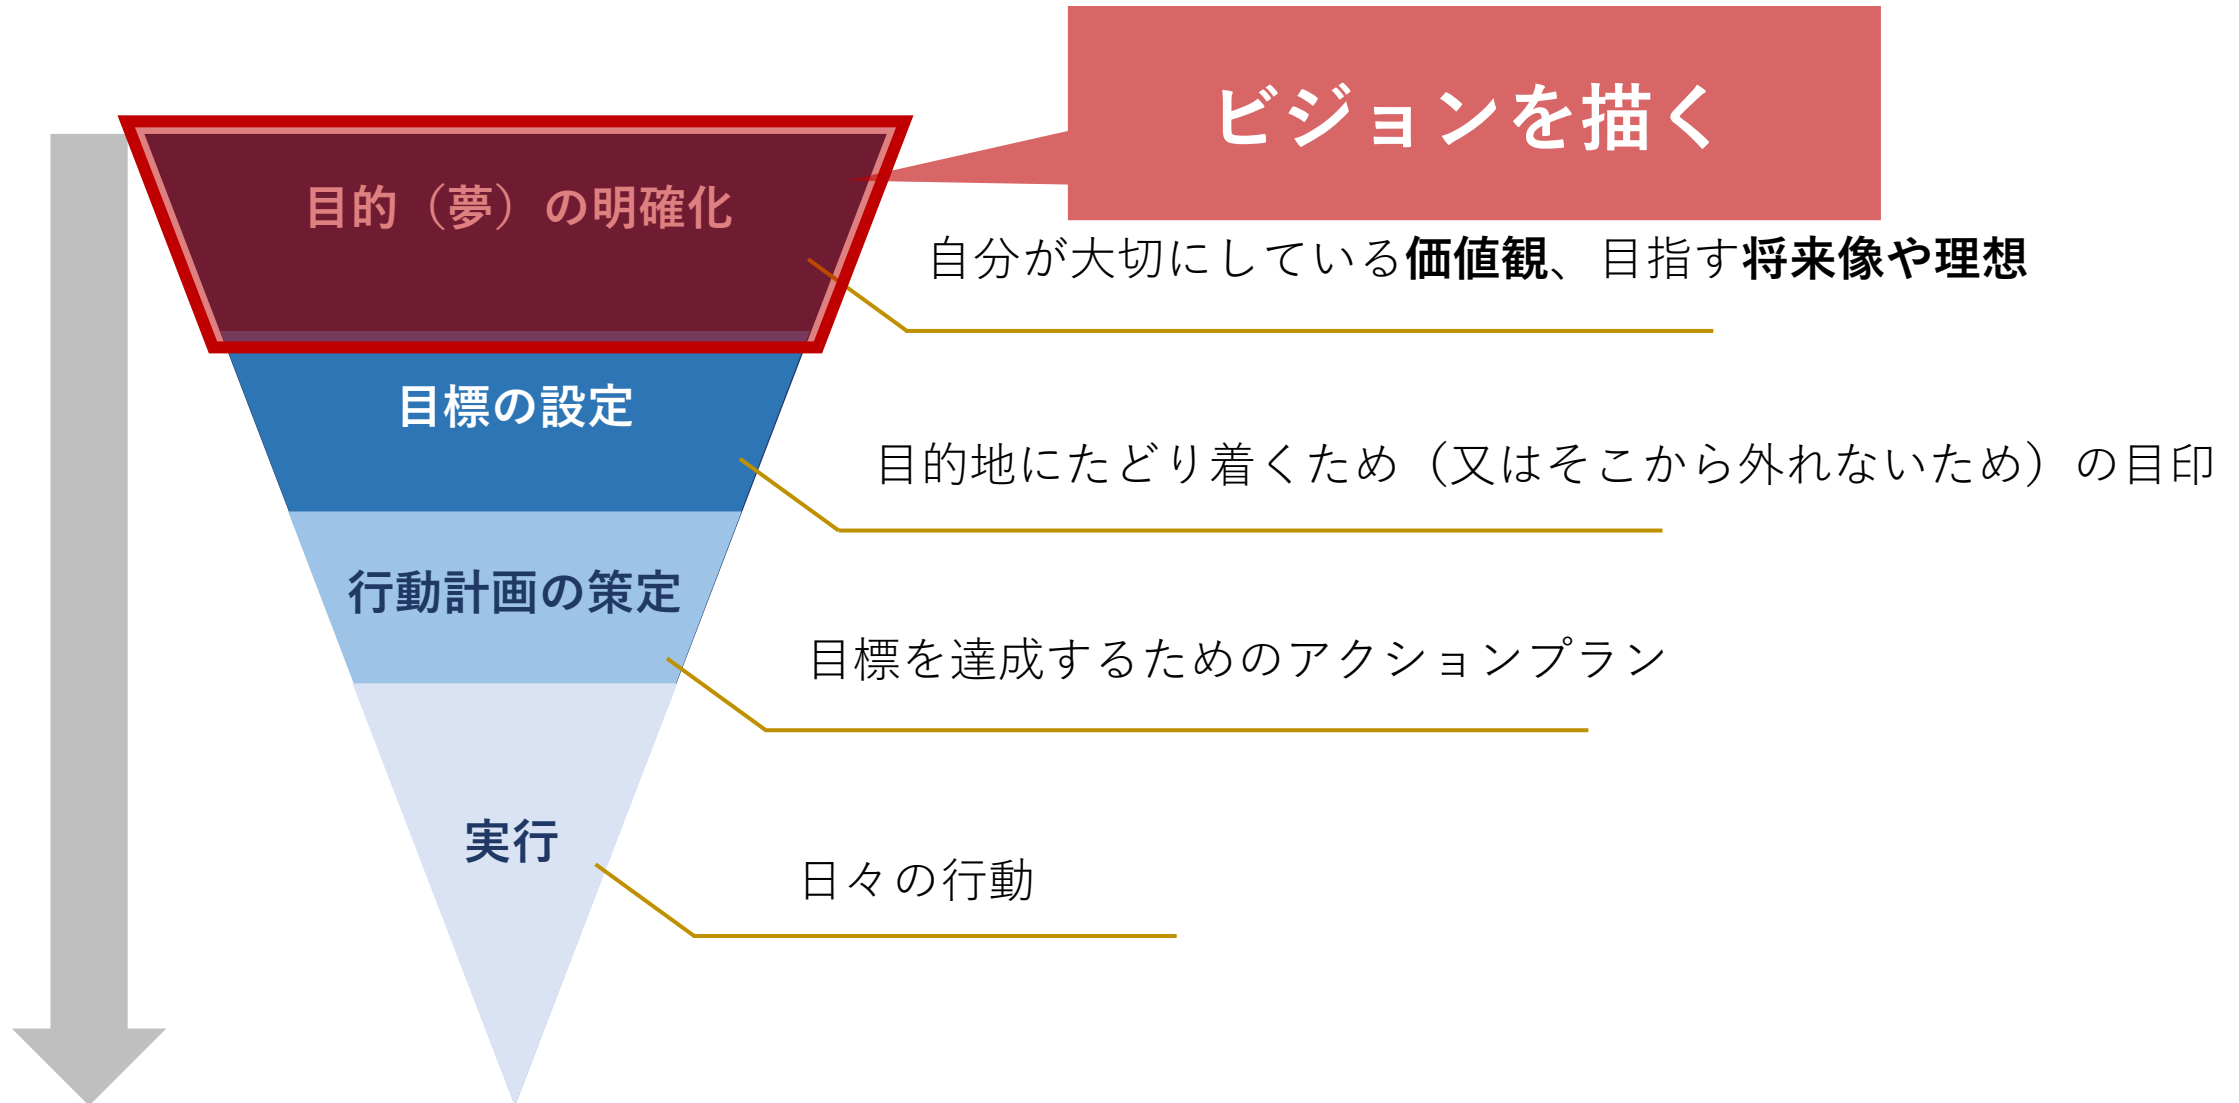 ビジョンを描く
目的（夢）の明確化
自分が大切にしている価値観、目指す将来像や理想
目標の設定
目的地にたどり着くため（又はそこから外れないため）の目印
行動計画の策定
目標を達成するためのアクションプラン
実行
日々の行動